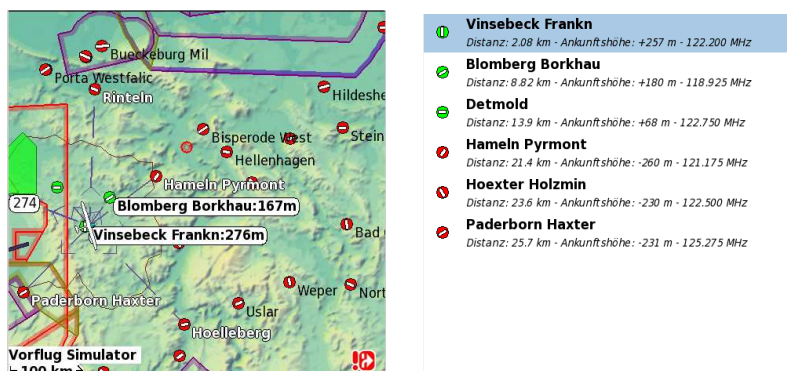 Bueckeburg Mil
Porta Westfalic
Rinteln
Hildeshe
Bisperode West
Stein
Hellenhagen
Hameln Pyrmont
274
Blomberg Borkhau:167m
Vinsebeck Frankn:276m
Bad
Paderborn Haxter
Weper
Nort
Uslar
Hoelleberg
Vorflug Simulator
100 km
Vinsebeck Frankn
Distanz: 2.08 km - Ankunftshöhe: +257 m - 122.200 MHz
Blomberg Borkhau
Distanz: 8.82 km - Ankunftshöhe: +180 m - 118.925 MHz
Detmold
Distanz: 13.9 km - Ankunftshöhe: +68 m - 122.750 MHz
Hameln Pyrmont
Distanz: 21.4 km - Ankunftshöhe: -260 m - 121.175 MHz
Hoexter Holzmin
Distanz: 23.6 km - Ankunftshöhe: -230 m - 122.500 MHz
Paderborn Haxter
Distanz: 25.7 km - Ankunftshöhe: -231 m - 125.275 MHz